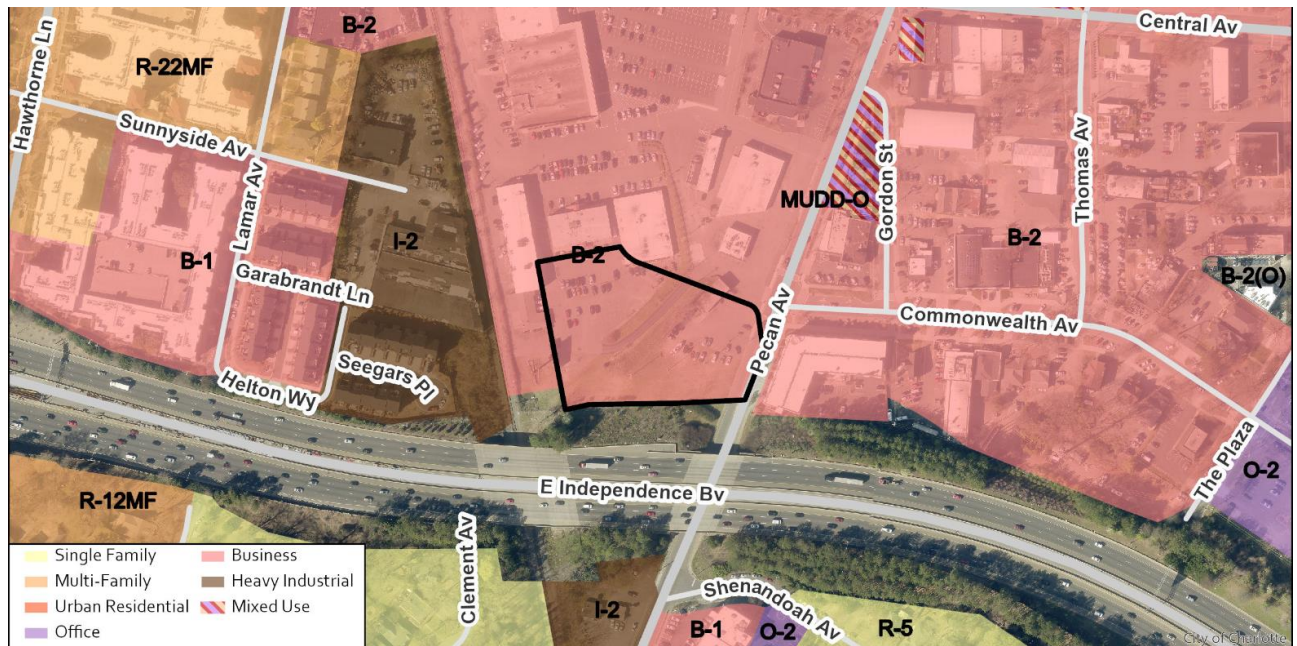 Central Av
B-2
R-22MF
Hawthorne Ln
Sunnyside Av
Lamar Av
Gordon St
Thomas Av
MUDD-O
B-2
B-2
I-2
B-1
B-2(O)
Garabrandt Ln
Pecan Av
Commonwealth Av
Seegars Pl
Helton Wy
The Plaza
O-2
E Independence Bv
R-12MF
Clement Av
Shenandoah Av
I-2
B-1
O-2
R-5
Single Family
Multi-Family
Urban Residential
Office
Business
Heavy Industrial
Mixed Use
City of Charlotte